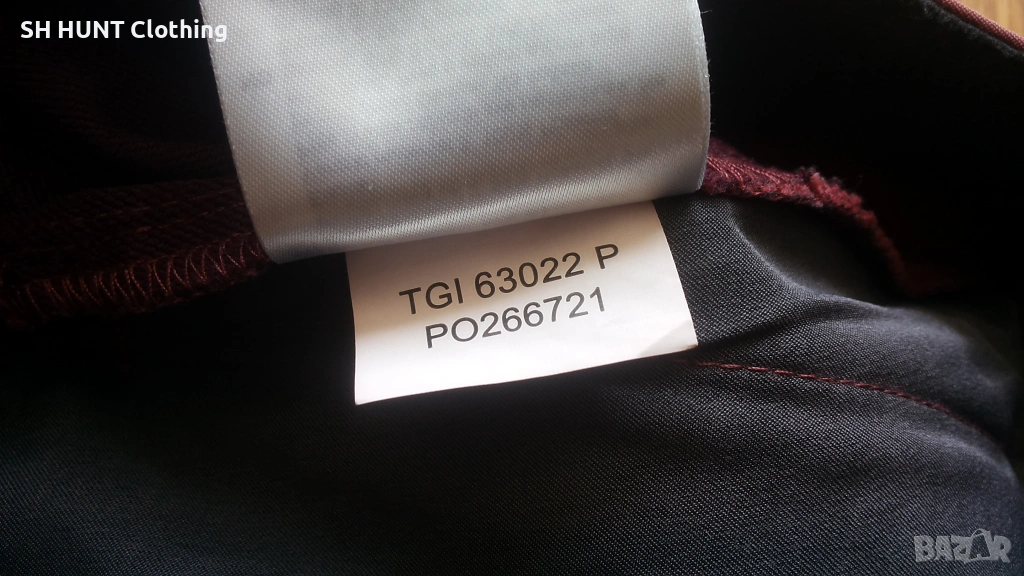 SH HUNT Clothing
TGI 63022 P
PO266721
BAZAR